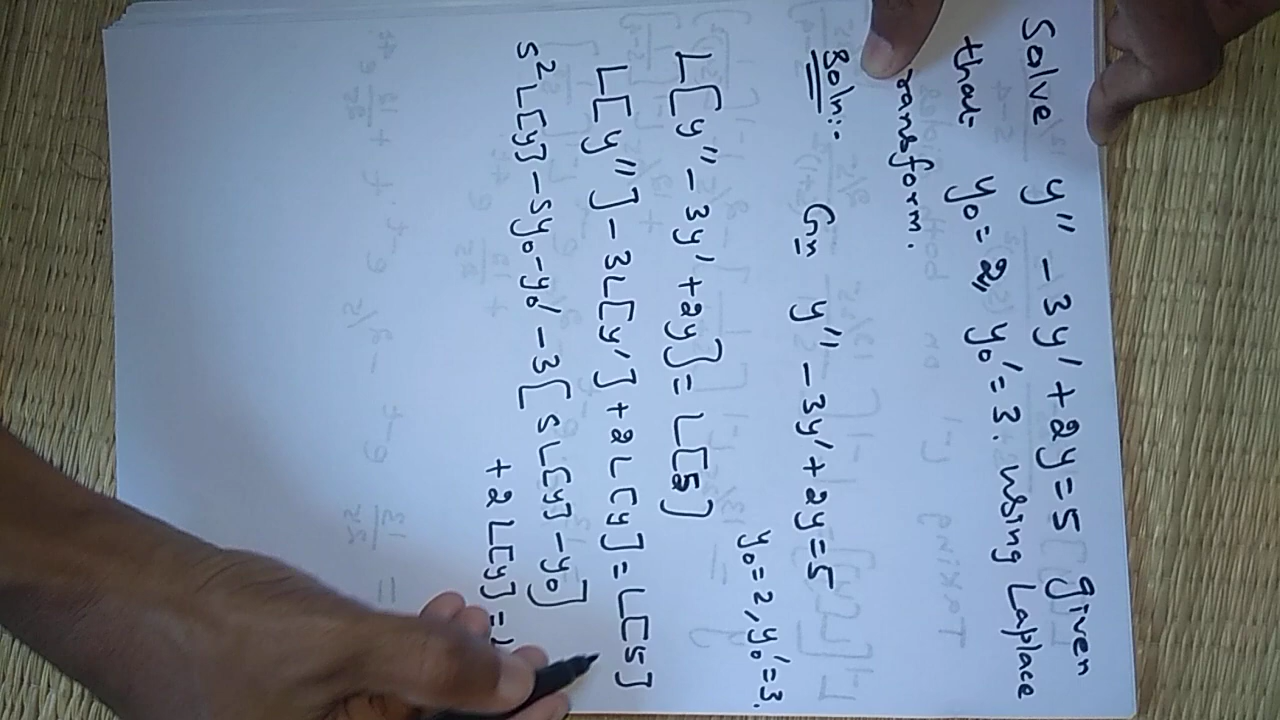 Solve y'' - 3y' + 2y = 5 given
that y₀ = 2, y₀' = 3. using Laplace
transform.
Soln:- Gn y'' - 3y' + 2y = 5
y₀ = 2, y₀' = 3.
L[y'' - 3y' + 2y] = L[5]
L[y''] - 3L[y'] + 2L[y] = L[5]
s²L[y] - sy₀ - y₀' - 3[sL[y] - y₀]
+ 2L[y] =